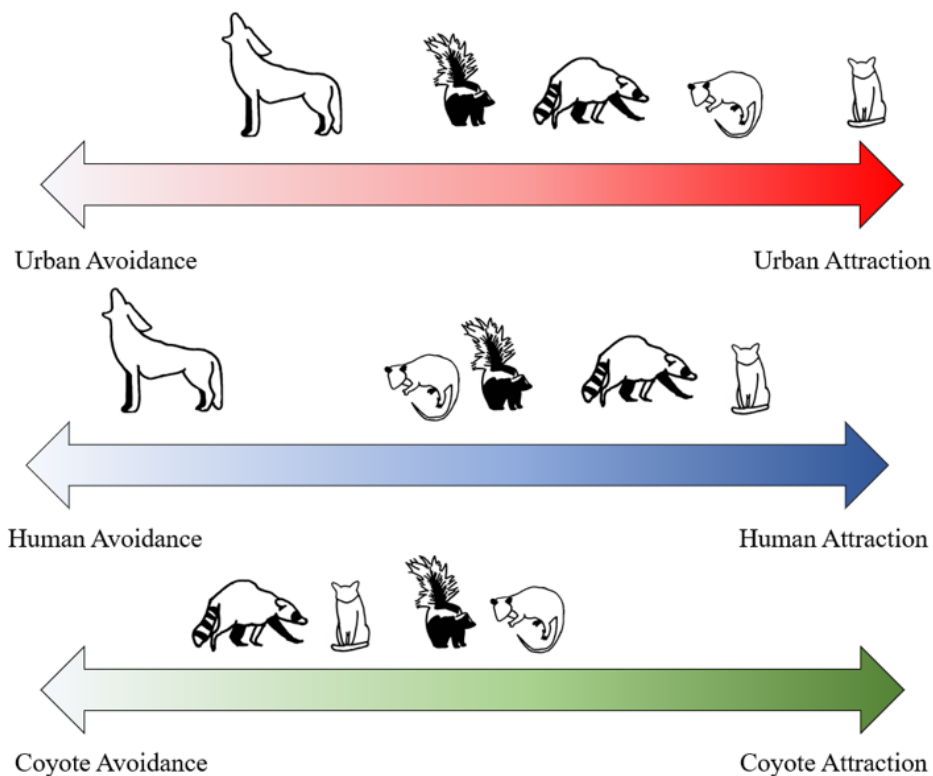 Urban Avoidance
Urban Attraction
Human Avoidance
Human Attraction
Coyote Avoidance
Coyote Attraction